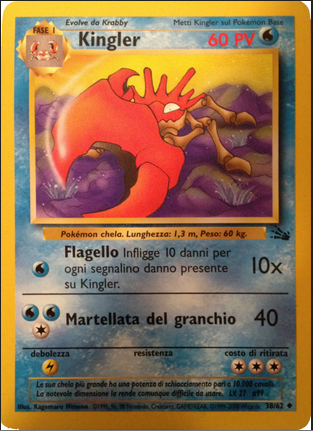 Evolve da Krabby
Metti Kingler sul Pokémon Base
FASE 1
Kingler
60 PV
Pokémon chela. Lunghezza: 1,3 m, Peso: 60 kg.
Flagello Infligge 10 danni per
ogni segnalino danno presente
su Kingler.
10x
Martellata del granchio 40
debolezza
resistenza
costo di ritirata
La sua chela più grande ha una potenza di schiacciamento pari a 10.000 cavalli.
La notevole dimensione le rende comunque difficile da usare. LV. 27 #99
Illus. Kagemaru Himeno
38/62